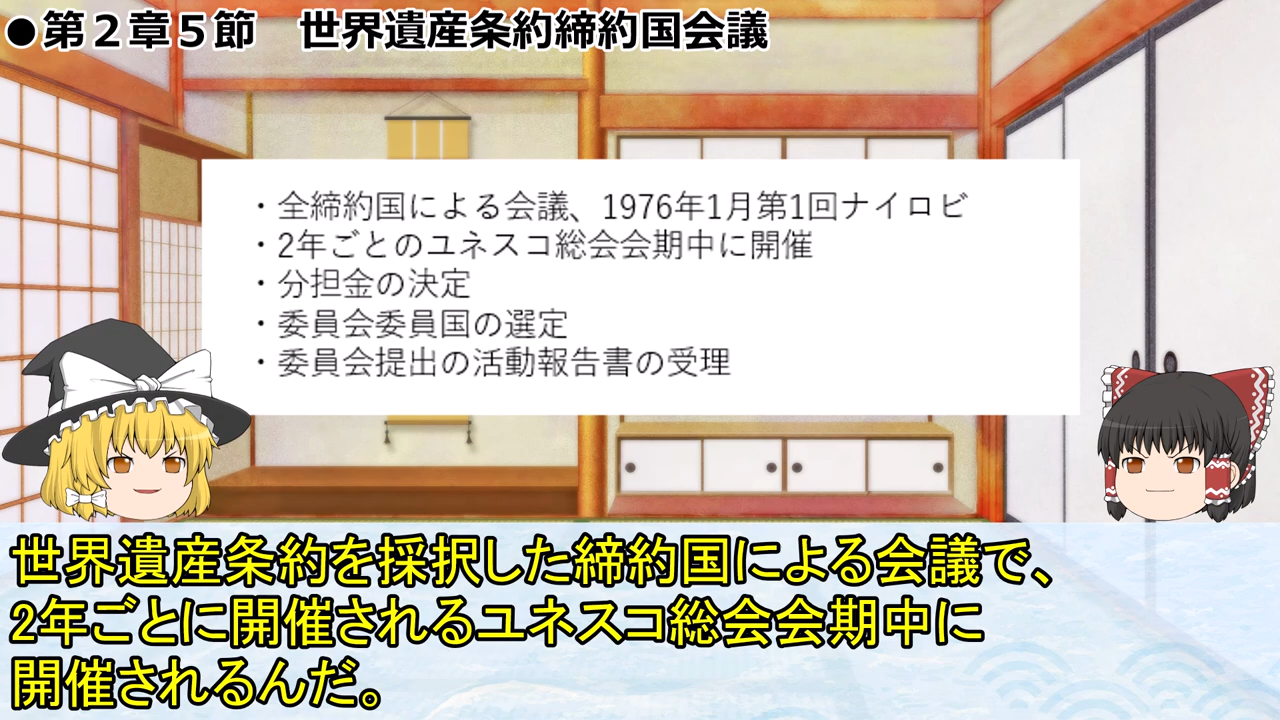 ●第２章５節　世界遺産条約締約国会議
・全締約国による会議、1976年1月第1回ナイロビ
・2年ごとのユネスコ総会会期中に開催
・分担金の決定
・委員会委員国の選定
・委員会提出の活動報告書の受理
世界遺産条約を採択した締約国による会議で、
2年ごとに開催されるユネスコ総会会期中に
開催されるんだ。